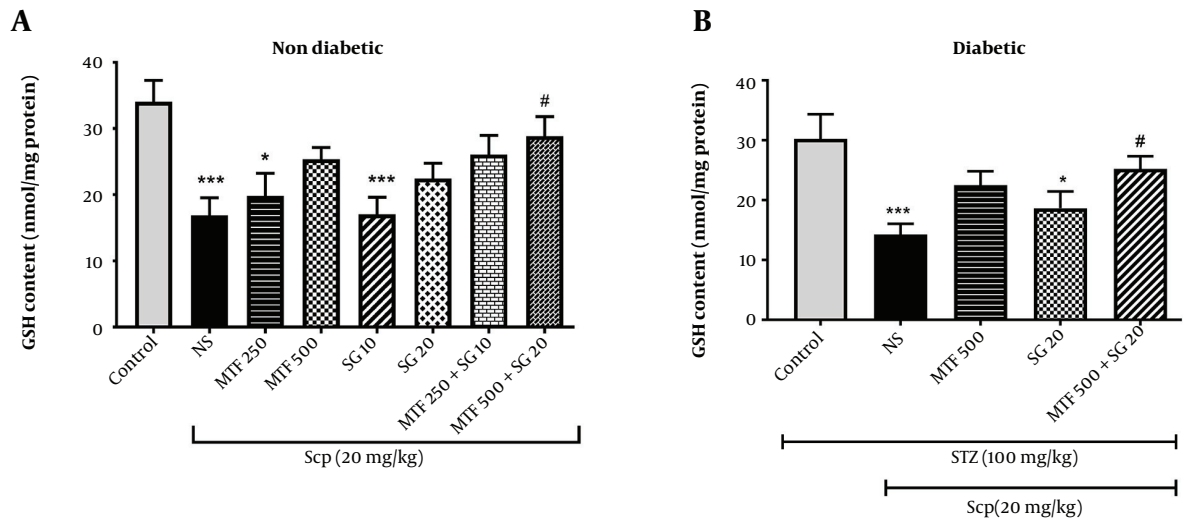 A
Non diabetic
GSH content (nmol/mg protein)
40
30
20
10
0
***
*
***
#
Control
NS
MTF 250
MTF 500
SG 10
SG 20
MTF 250 + SG 10
MTF 500 + SG 20
Scp (20 mg/kg)
B
Diabetic
GSH content (nmol/mg protein)
40
30
20
10
0
***
*
#
Control
NS
MTF 500
SG 20
MTF 500 + SG 20
STZ (100 mg/kg)
Scp(20 mg/kg)